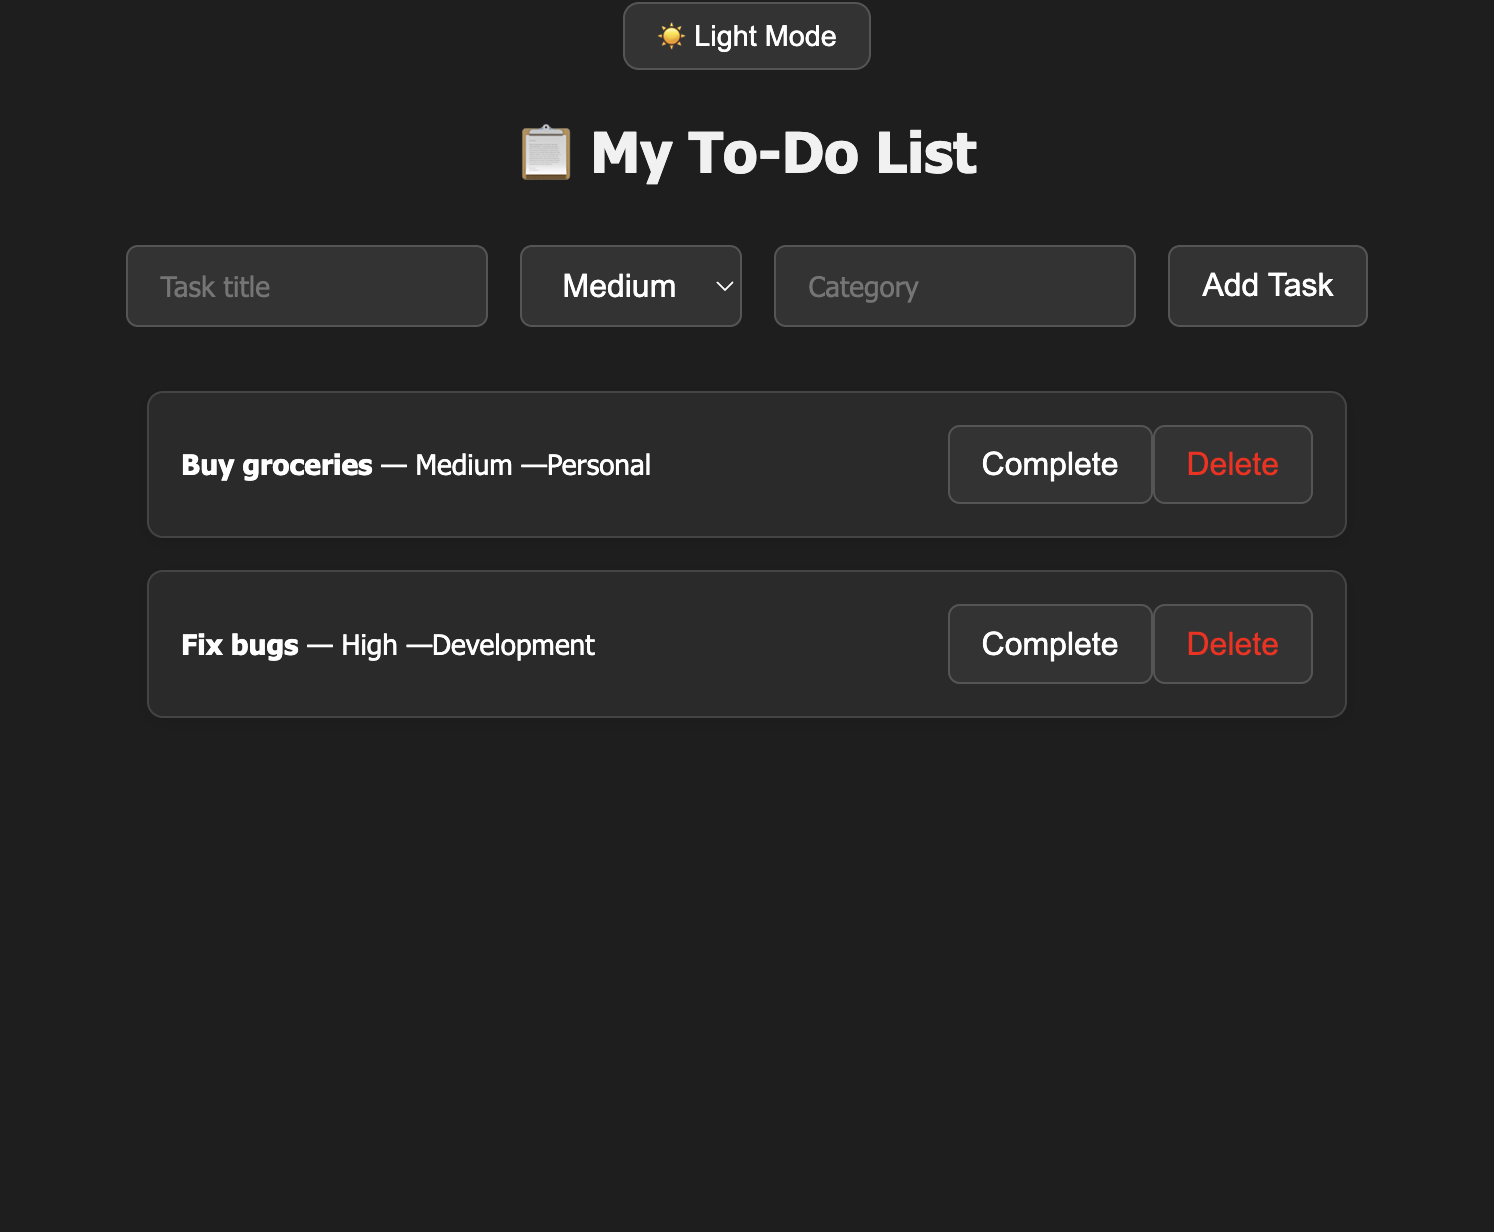 ☀️ Light Mode
📋 My To-Do List
Task title Medium Category Add Task
Buy groceries — Medium —Personal Complete Delete
Fix bugs — High —Development Complete Delete